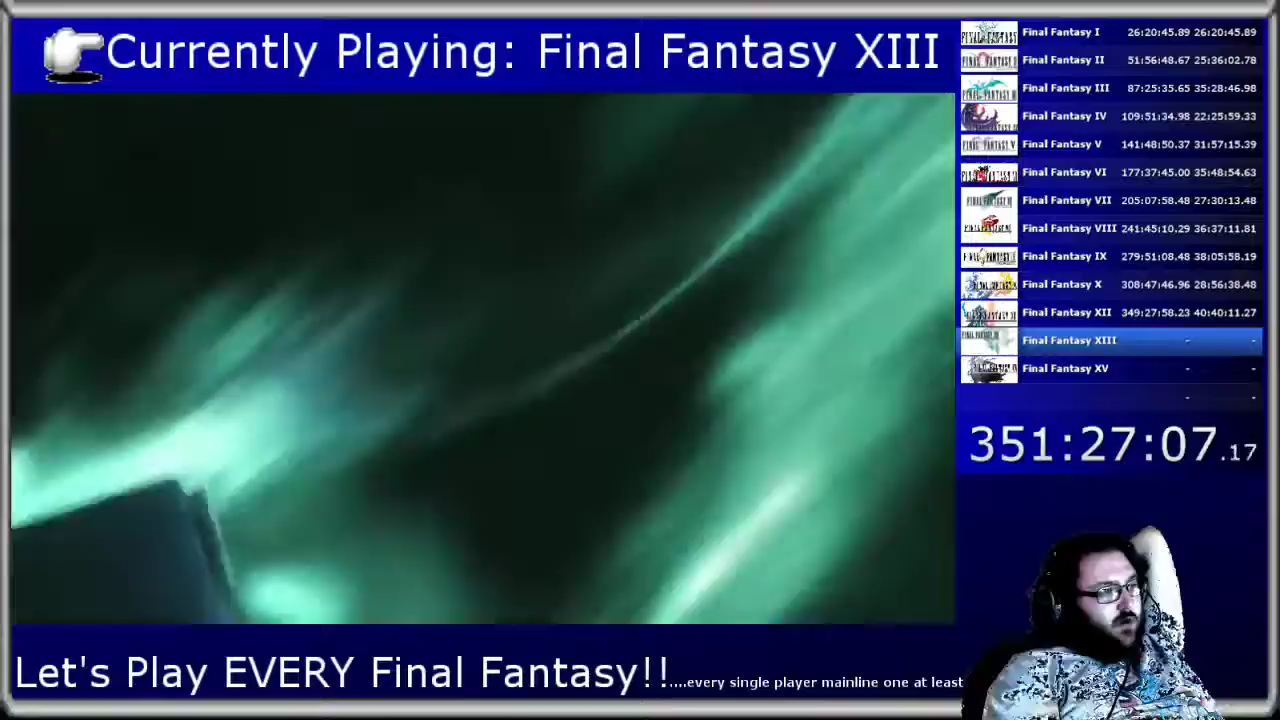 Currently Playing: Final Fantasy XIII
Final Fantasy I 26:20:45.89 26:20:45.89
Final Fantasy II 51:56:48.67 25:36:02.78
Final Fantasy III 87:25:35.65 35:28:46.98
Final Fantasy IV 109:51:34.98 22:25:59.33
Final Fantasy V 141:48:50.37 31:57:15.39
Final Fantasy VI 177:37:45.00 35:48:54.63
Final Fantasy VII 205:07:58.48 27:30:13.48
Final Fantasy VIII 241:45:10.29 36:37:11.81
Final Fantasy IX 279:51:08.48 38:05:58.19
Final Fantasy X 308:47:46.96 28:56:38.48
Final Fantasy XII 349:27:58.23 40:40:11.27
Final Fantasy XIII - -
Final Fantasy XV - -
- -
351:27:07.17
Let's Play EVERY Final Fantasy!!....every single player mainline one at least